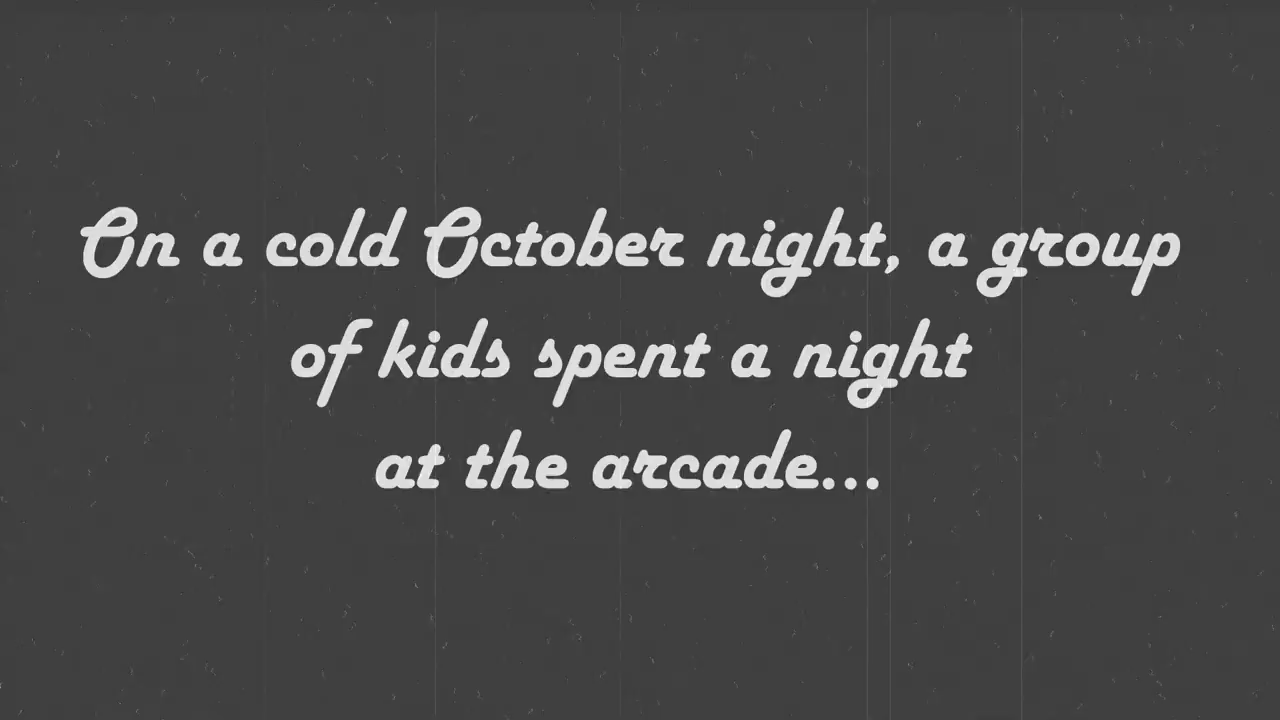 On a cold October night, a group
of kids spent a night
at the arcade...